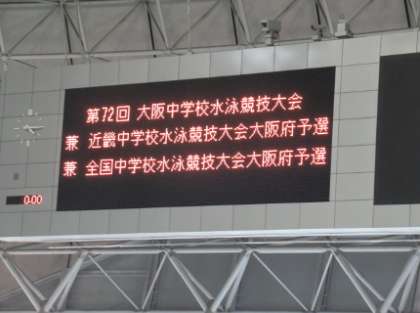 第72回 大阪中学校水泳競技大会
兼 近畿中学校水泳競技大会大阪府予選
兼 全国中学校水泳競技大会大阪府予選
0:00